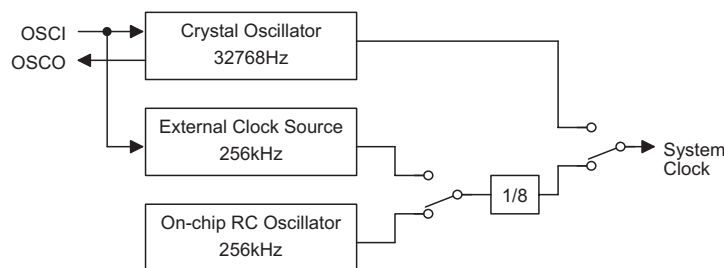 OSCI
OSCO
Crystal Oscillator
32768Hz
External Clock Source
256kHz
On-chip RC Oscillator
256kHz
1/8
System
Clock